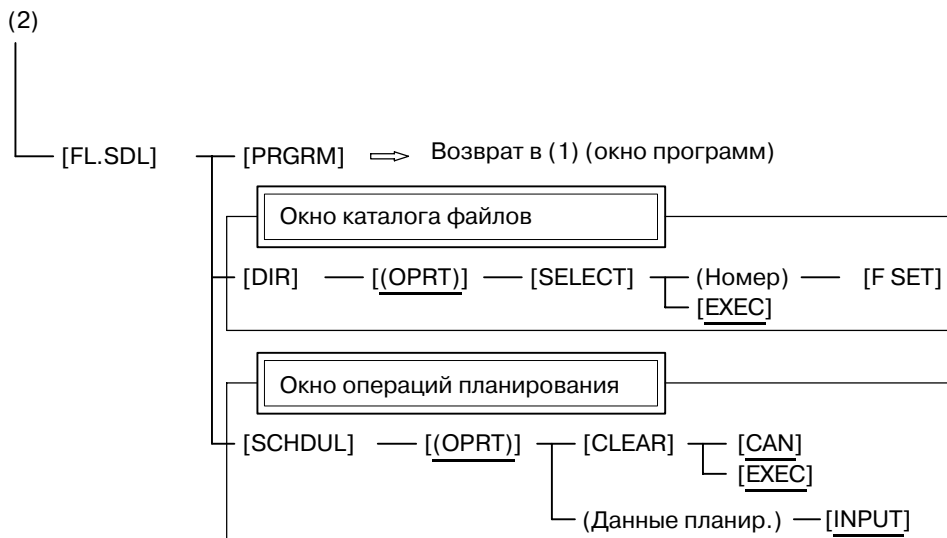 (2)
[FL.SDL] [PRGRM] Возврат в (1) (окно программ)
Окно каталога файлов
[DIR] [(OPRT)] [SELECT] (Номер) [F SET]
[EXEC]
Окно операций планирования
[SCHDUL] [(OPRT)] [CLEAR] [CAN]
[EXEC]
(Данные планир.) [INPUT]